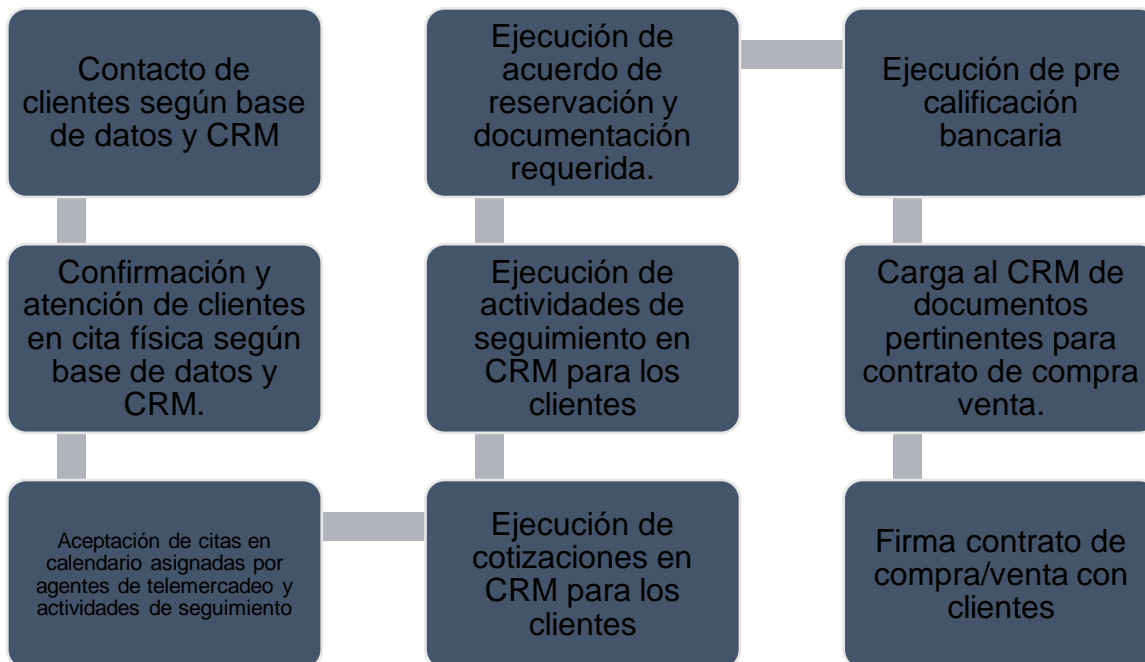 Contacto de
clientes según base
de datos y CRM
Confirmación y
atención de clientes
en cita física según
base de datos y
CRM.
Aceptación de citas en
calendario asignadas por
agentes de telemercadeo y
actividades de seguimiento
Ejecución de
cotizaciones en
CRM para los
clientes
Ejecución de
actividades de
seguimiento en
CRM para los
clientes
Ejecución de
acuerdo de
reservación y
documentación
requerida.
Ejecución de pre
calificación
bancaria
Carga al CRM de
documentos
pertinentes para
contrato de compra
venta.
Firma contrato de
compra/venta con
clientes